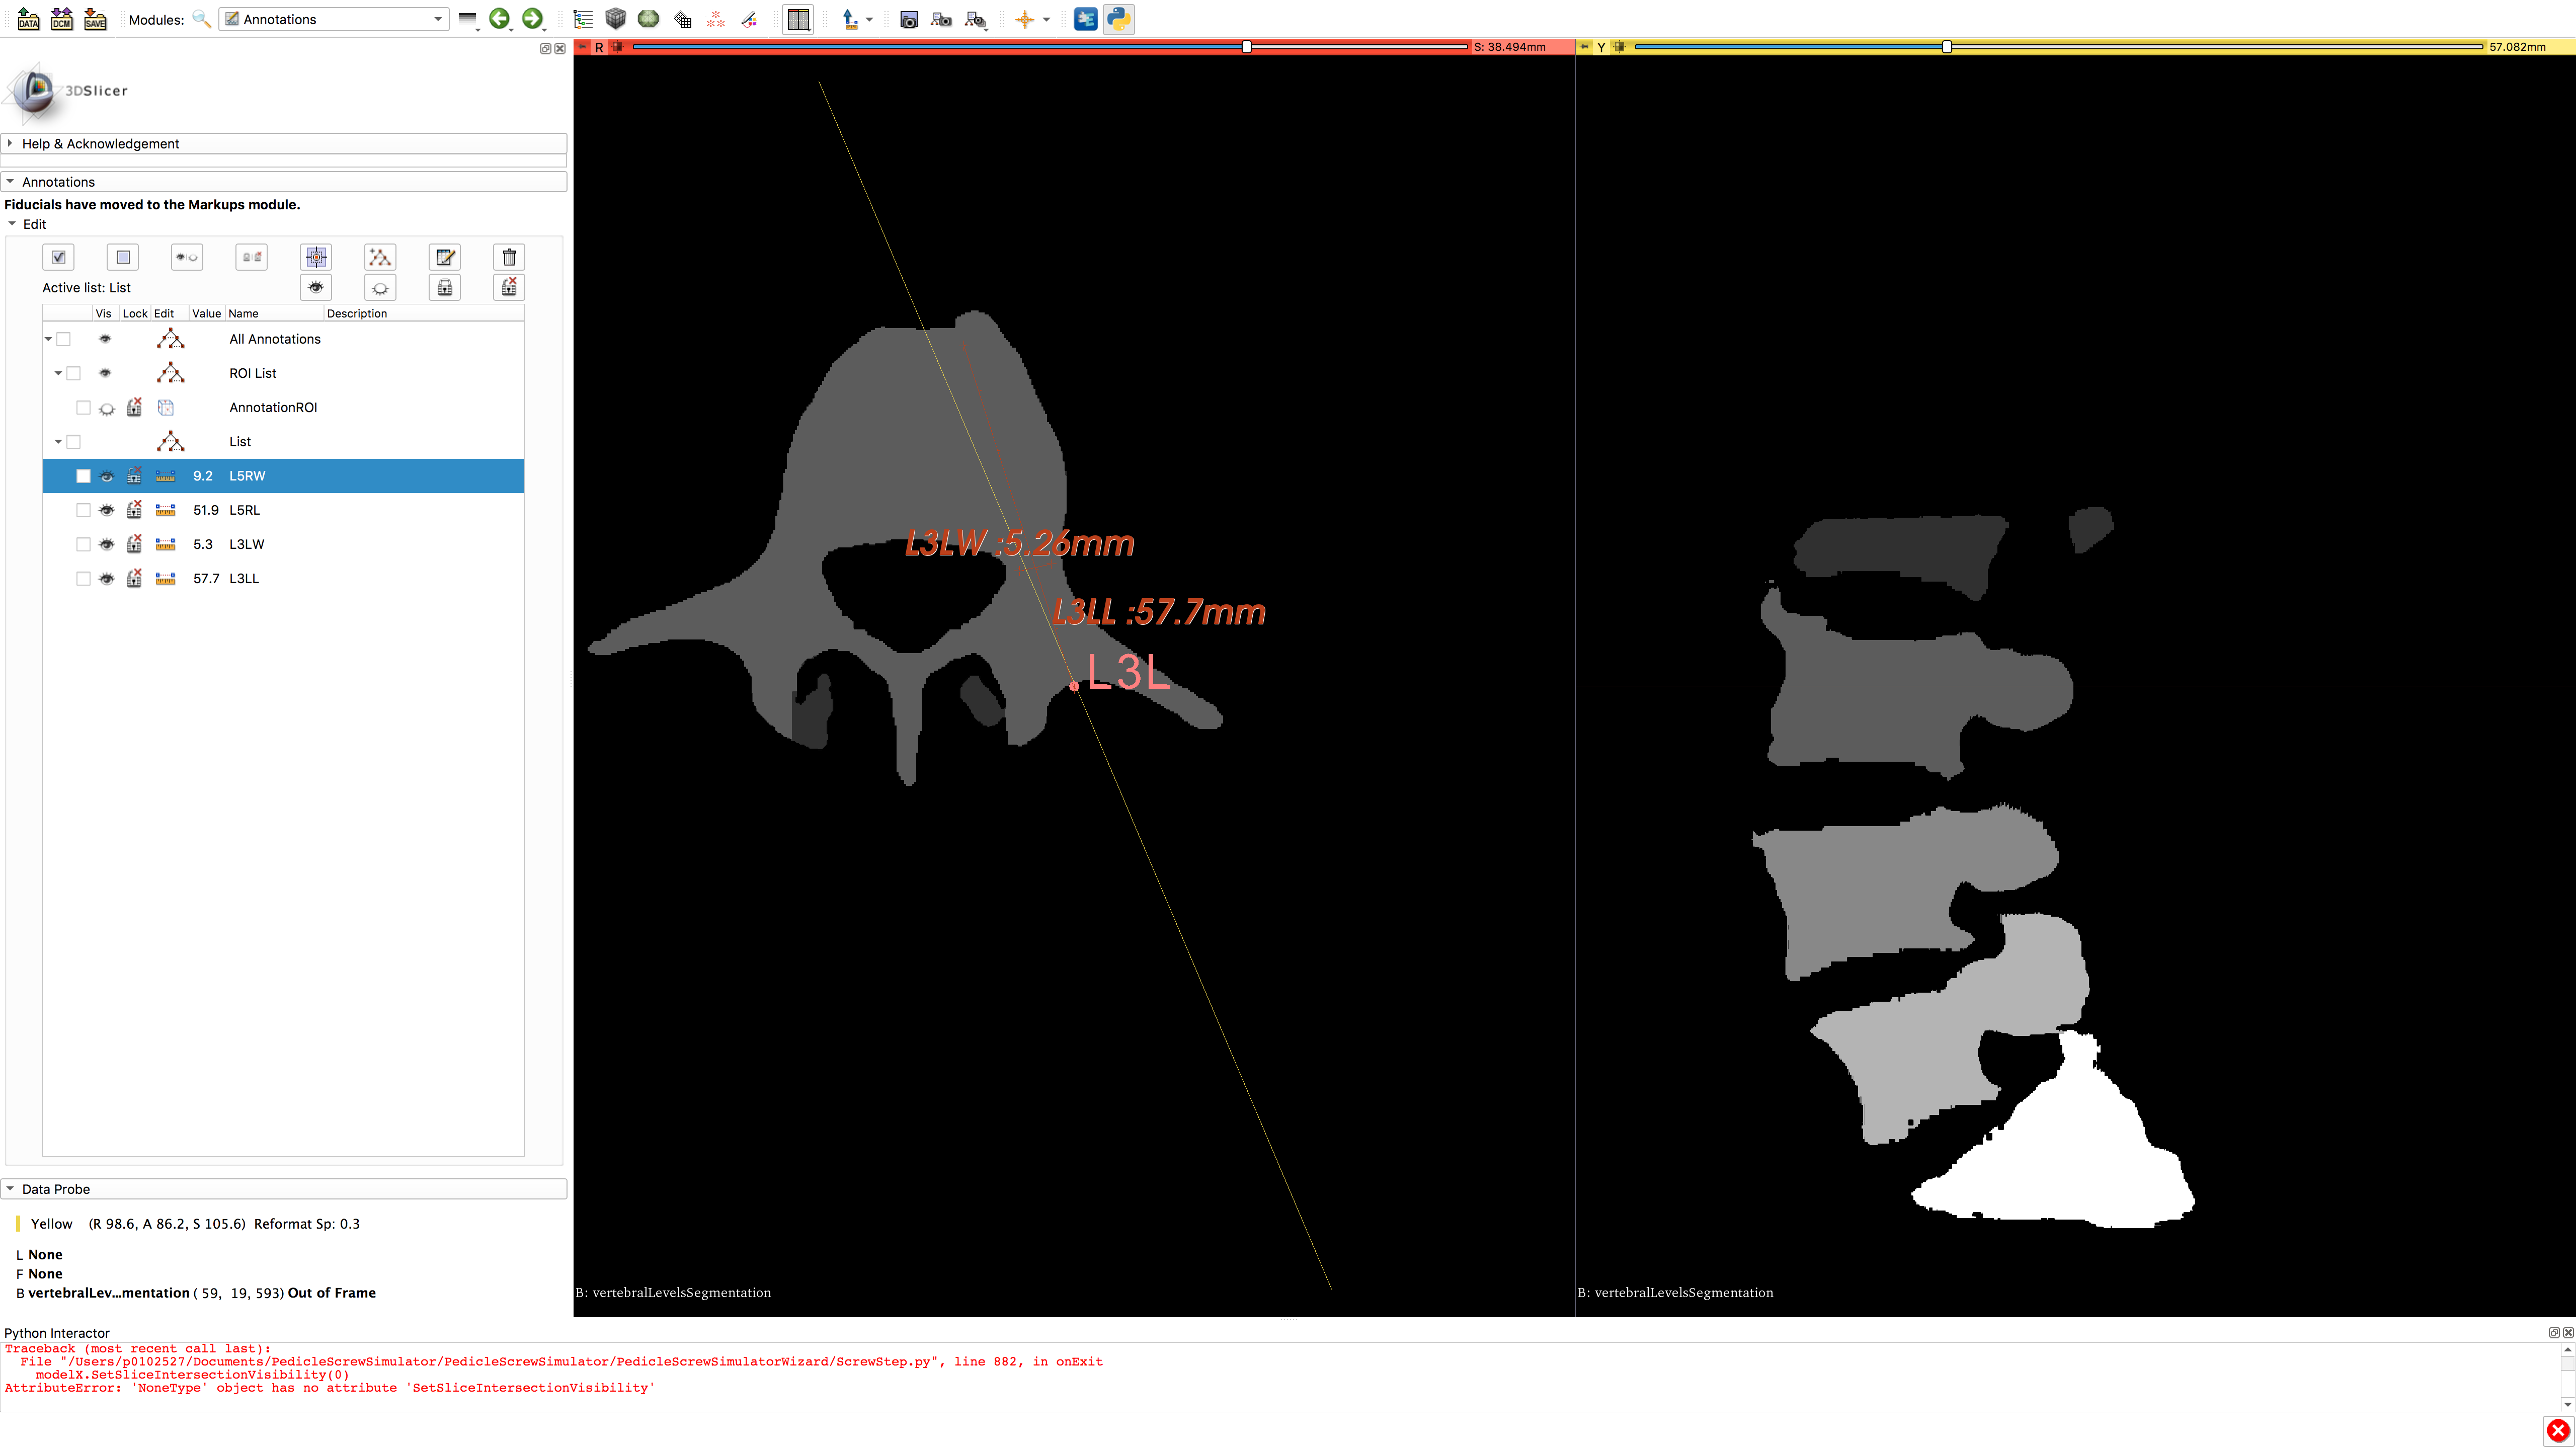 DATA
DCM
SAVE
Modules:
Annotations
R
S: 38.494mm
Y
57.082mm
3DSlicer
Help & Acknowledgement
Annotations
Fiducials have moved to the Markups module.
Edit
Active list: List
Vis Lock Edit Value Name Description
All Annotations
ROI List
AnnotationROI
List
9.2 L5RW
51.9 L5RL
5.3 L3LW
57.7 L3LL
L3LW :5.26mm
L3LL :57.7mm
L3L
Data Probe
Yellow (R 98.6, A 86.2, S 105.6) Reformat Sp: 0.3
L None
F None
B vertebralLev...mentation ( 59, 19, 593) Out of Frame
B: vertebralLevelsSegmentation
B: vertebralLevelsSegmentation
Python Interactor
Traceback (most recent call last):
File "/Users/p0102527/Documents/PedicleScrewSimulator/PedicleScrewSimulator/PedicleScrewSimulatorWizard/ScrewStep.py", line 882, in onExit
modelX.SetSliceIntersectionVisibility(0)
AttributeError: 'NoneType' object has no attribute 'SetSliceIntersectionVisibility'